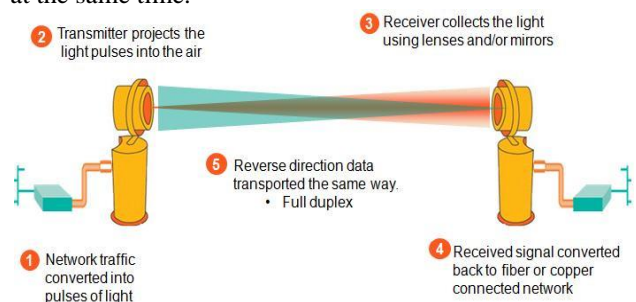 at the same time.
2 Transmitter projects the
light pulses into the air
3 Receiver collects the light
using lenses and/or mirrors
5 Reverse direction data
transported the same way.
• Full duplex
1 Network traffic
converted into
pulses of light
4 Received signal converted
back to fiber or copper
connected network